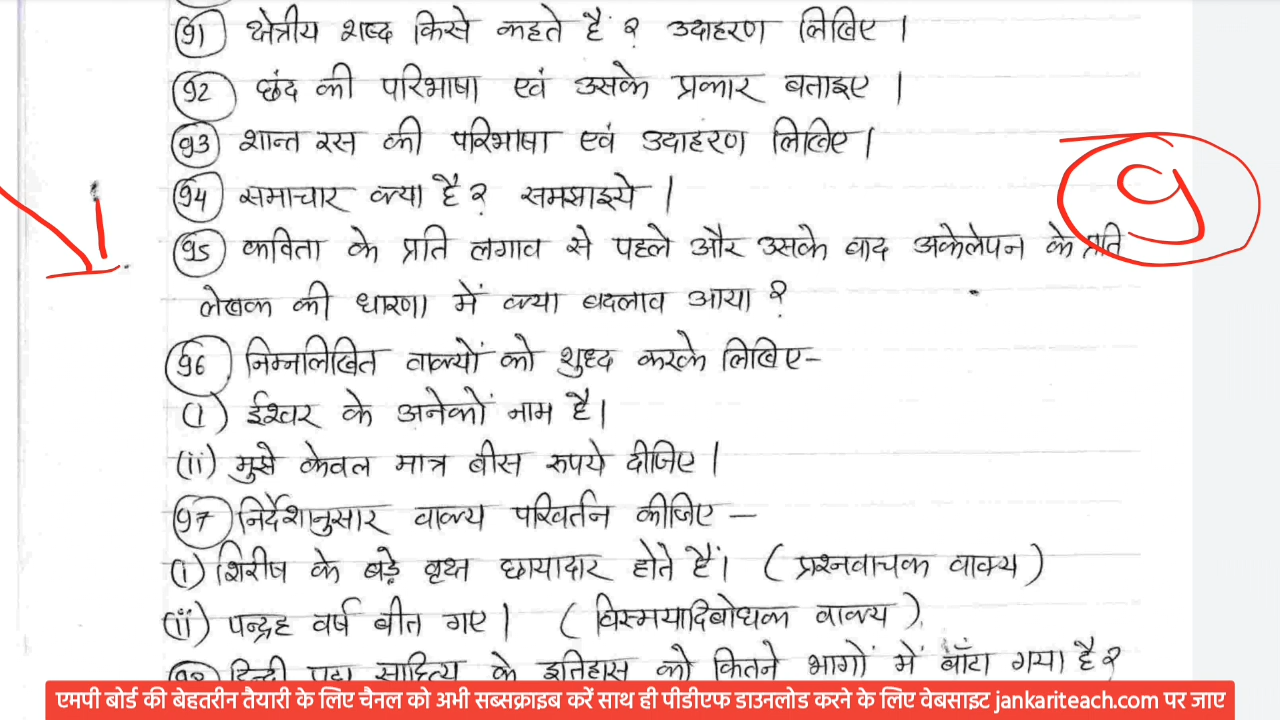 91) क्षेत्रीय शब्द किसे कहते हैं ? उदाहरण लिखिए |
92) छंद की परिभाषा एवं उसके प्रकार बताइए |
93) शान्त रस की परिभाषा एवं उदाहरण लिखिए |
94) समाचार क्या है ? समझाइये |
95) कविता के प्रति लगाव से पहले और उसके बाद अकेलेपन के प्रति
लेखक की धारणा में क्या बदलाव आया ?
96) निम्नलिखित वाक्यों को शुध्द करके लिखिए -
(i) ईश्वर के अनेकों नाम है |
(ii) मुझे केवल मात्र बीस रुपये दीजिए |
97) निर्देशानुसार वाक्य परिवर्तन कीजिए -
(i) शिरीष के बड़े वृक्ष छायादार होते हैं | ( प्रश्नवाचक वाक्य )
(ii) पन्द्रह वर्ष बीत गए | ( विस्मयादिबोधक वाक्य )
हिन्दी पद्य साहित्य के इतिहास को कितने भागों में बाँटा गया है ?
9
एमपी बोर्ड की बेहतरीन तैयारी के लिए चैनल को अभी सब्सक्राइब करें साथ ही पीडीएफ डाउनलोड करने के लिए वेबसाइट jankariteach.com पर जाए